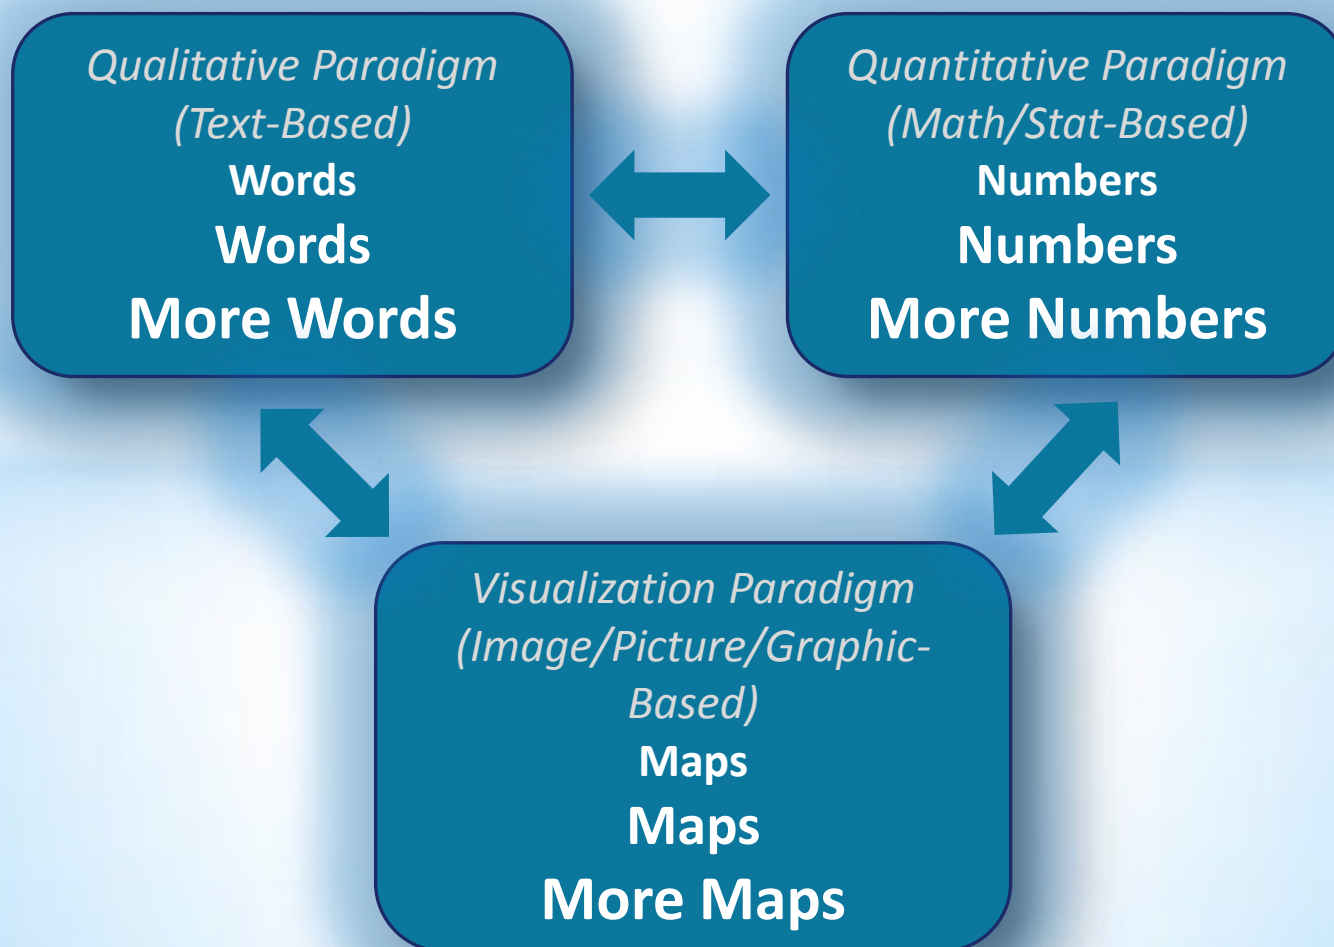 Qualitative Paradigm
(Text-Based)
Words
Words
More Words
Quantitative Paradigm
(Math/Stat-Based)
Numbers
Numbers
More Numbers
Visualization Paradigm
(Image/Picture/Graphic-
Based)
Maps
Maps
More Maps